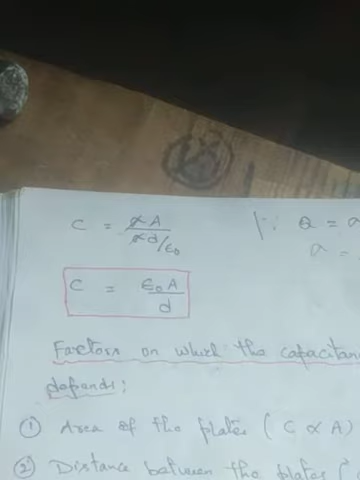 C = σA / σd/ε₀ ∵ Q = σ
σ =
C = ε₀A / d
Factors on which the capacitan
depends:
① Area of the plates ( C ∝ A )
② Distance between the plates (